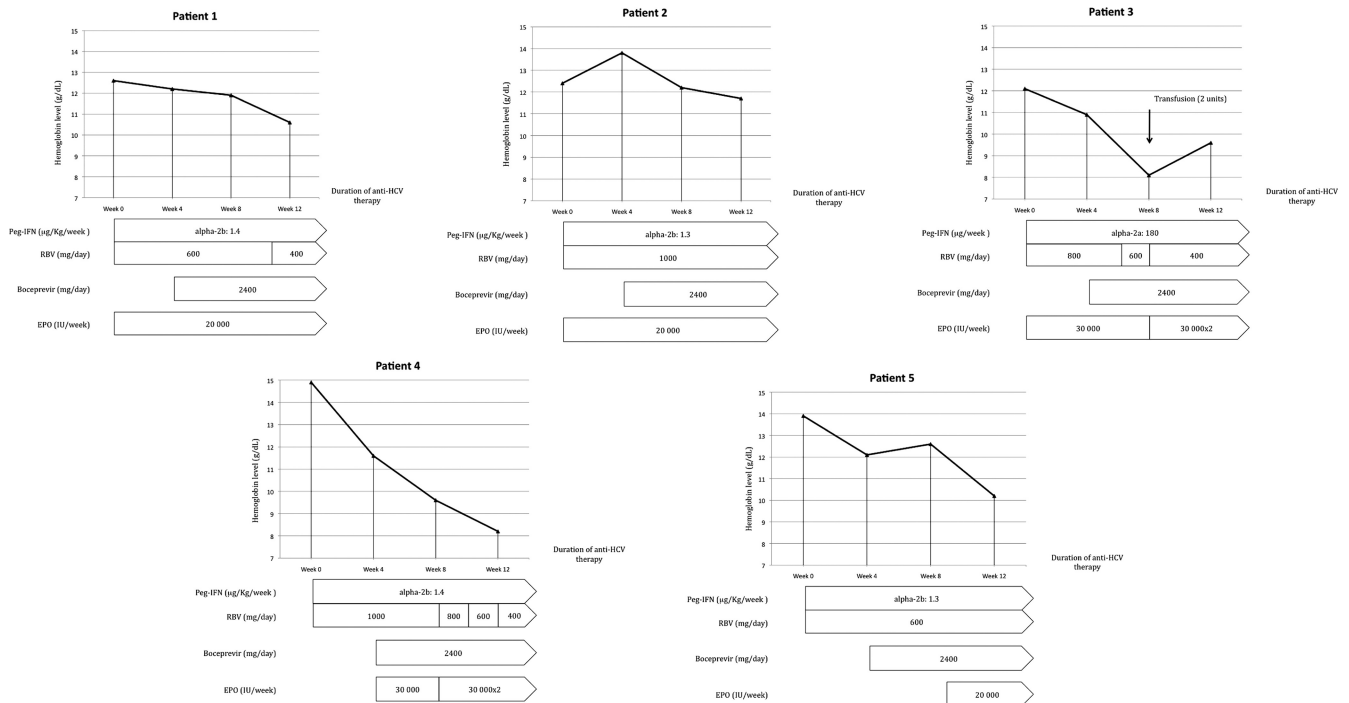 Patient 1
15
14
13
12
11
10
9
8
7
Hemoglobin level (g/dL)
Week 0 Week 4 Week 8 Week 12
Duration of anti-HCV
therapy
Peg-IFN (μg/Kg/week ) alpha-2b: 1.4
RBV (mg/day) 600 400
Boceprevir (mg/day) 2400
EPO (IU/week) 20 000
Patient 2
15
14
13
12
11
10
9
8
7
Hemoglobin level (g/dL)
Week 0 Week 4 Week 8 Week 12
Duration of anti-HCV
therapy
Peg-IFN (μg/Kg/week ) alpha-2b: 1.3
RBV (mg/day) 1000
Boceprevir (mg/day) 2400
EPO (IU/week) 20 000
Patient 3
15
14
13
12
11
10
9
8
7
Hemoglobin level (g/dL)
Transfusion (2 units)
Week 0 Week 4 Week 8 Week 12
Duration of anti-HCV
therapy
Peg-IFN (μg/week) alpha-2a: 180
RBV (mg/day) 800 600 400
Boceprevir (mg/day) 2400
EPO (IU/week) 30 000 30 000x2
Patient 4
15
14
13
12
11
10
9
8
7
Hemoglobin level (g/dL)
Week 0 Week 4 Week 8 Week 12
Duration of anti-HCV
therapy
Peg-IFN (μg/Kg/week ) alpha-2b: 1.4
RBV (mg/day) 1000 800 600 400
Boceprevir (mg/day) 2400
EPO (IU/week) 30 000 30 000x2
Patient 5
15
14
13
12
11
10
9
8
7
Hemoglobin level (g/dL)
Week 0 Week 4 Week 8 Week 12
Duration of anti-HCV
therapy
Peg-IFN (μg/Kg/week ) alpha-2b: 1.3
RBV (mg/day) 600
Boceprevir (mg/day) 2400
EPO (IU/week) 20 000